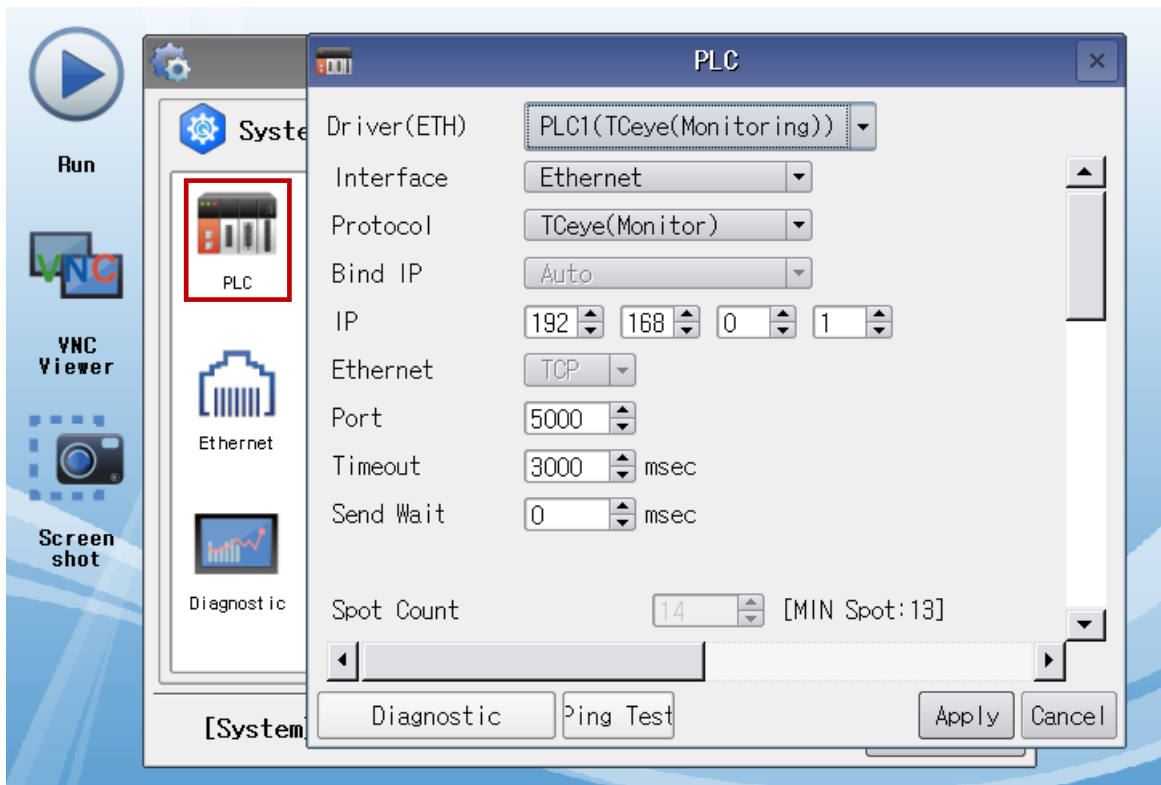 Run
VNC
VNC
Viewer
Screen
shot
Syste
PLC
Ethernet
Diagnostic
[System]
PLC
Driver(ETH) PLC1(TCeye(Monitoring))
Interface Ethernet
Protocol TCeye(Monitor)
Bind IP Auto
IP 192 168 0 1
Ethernet TCP
Port 5000
Timeout 3000 msec
Send Wait 0 msec
Spot Count 14 [MIN Spot:13]
Diagnostic Ping Test Apply Cancel